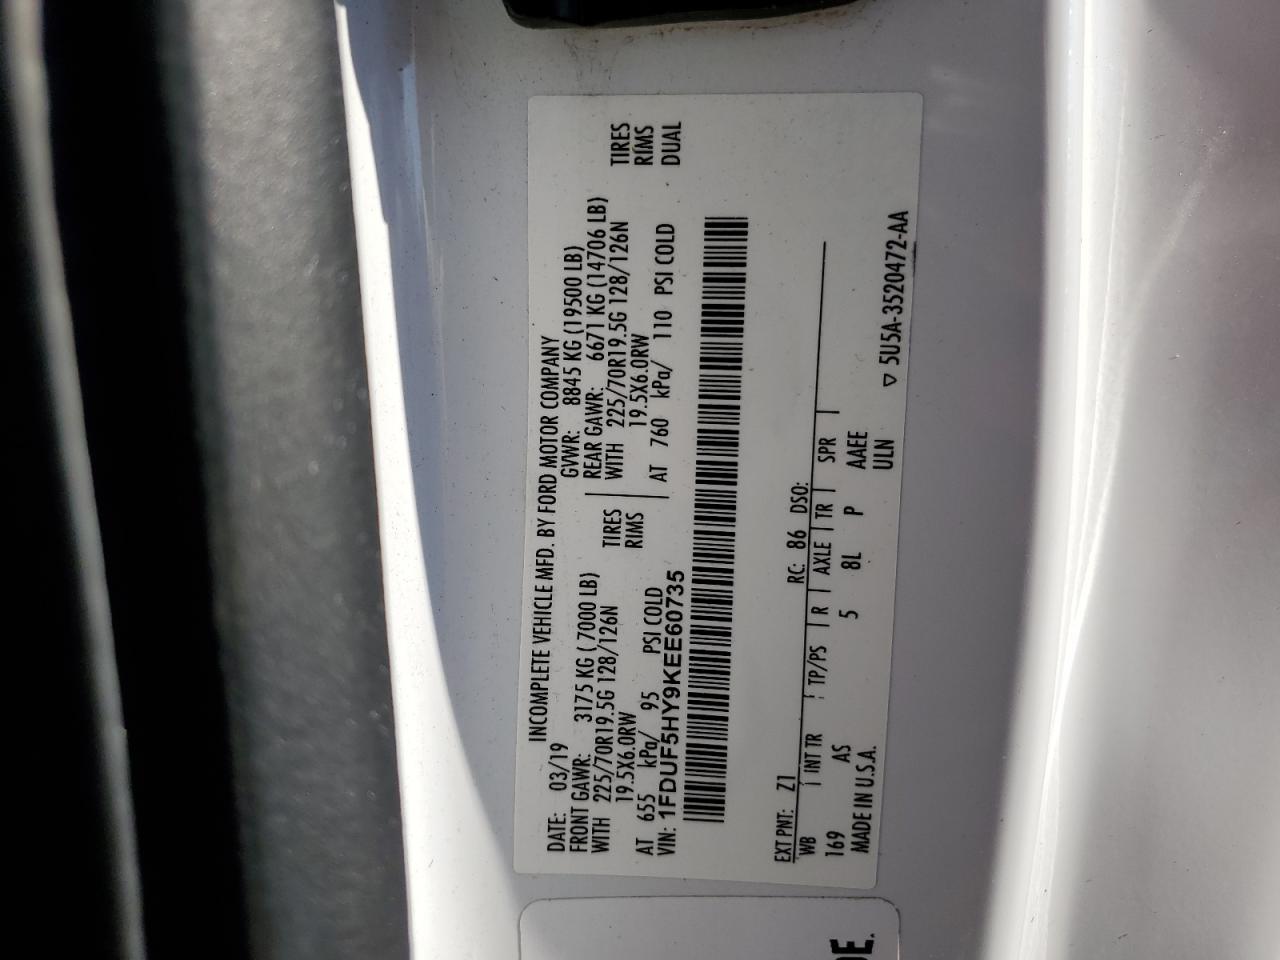 INCOMPLETE VEHICLE MFD. BY FORD MOTOR COMPANY
DATE: 03/19 GVWR: 8845 KG (19500 LB)
FRONT GAWR: 3175 KG ( 7000 LB) REAR GAWR: 6671 KG (14706 LB)
WITH 225/70R19.5G 128/126N TIRES WITH 225/70R19.5G 128/126N TIRES
19.5X6.0RW RIMS 19.5X6.0RW RIMS
AT 655 kPa/ 95 PSI COLD AT 760 kPa/ 110 PSI COLD DUAL
VIN: 1FDUF5HY9KEE60735
EXT PNT: Z1 RC: 86 DSO:
WB INT TR TP/PS R AXLE TR SPR
169 AS 5 8L P AAEE
MADE IN U.S.A. ULN
▽ 5U5A-3520472-AA
DE.